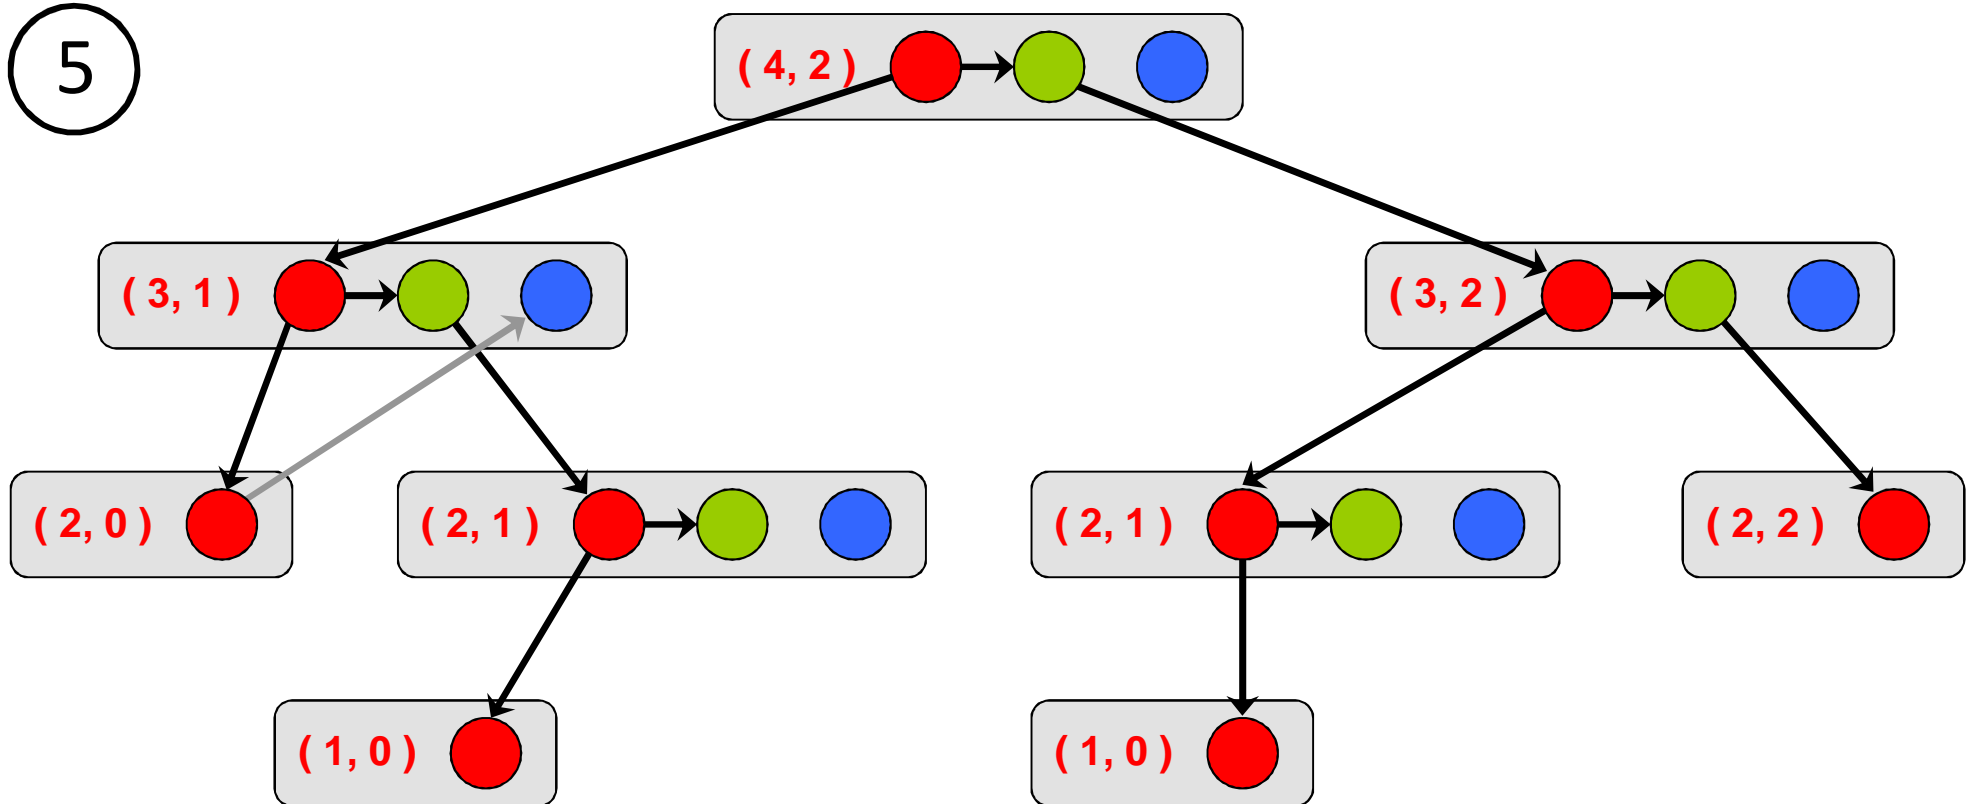 5
( 4, 2 )
( 3, 1 )
( 3, 2 )
( 2, 0 )
( 2, 1 )
( 2, 1 )
( 2, 2 )
( 1, 0 )
( 1, 0 )